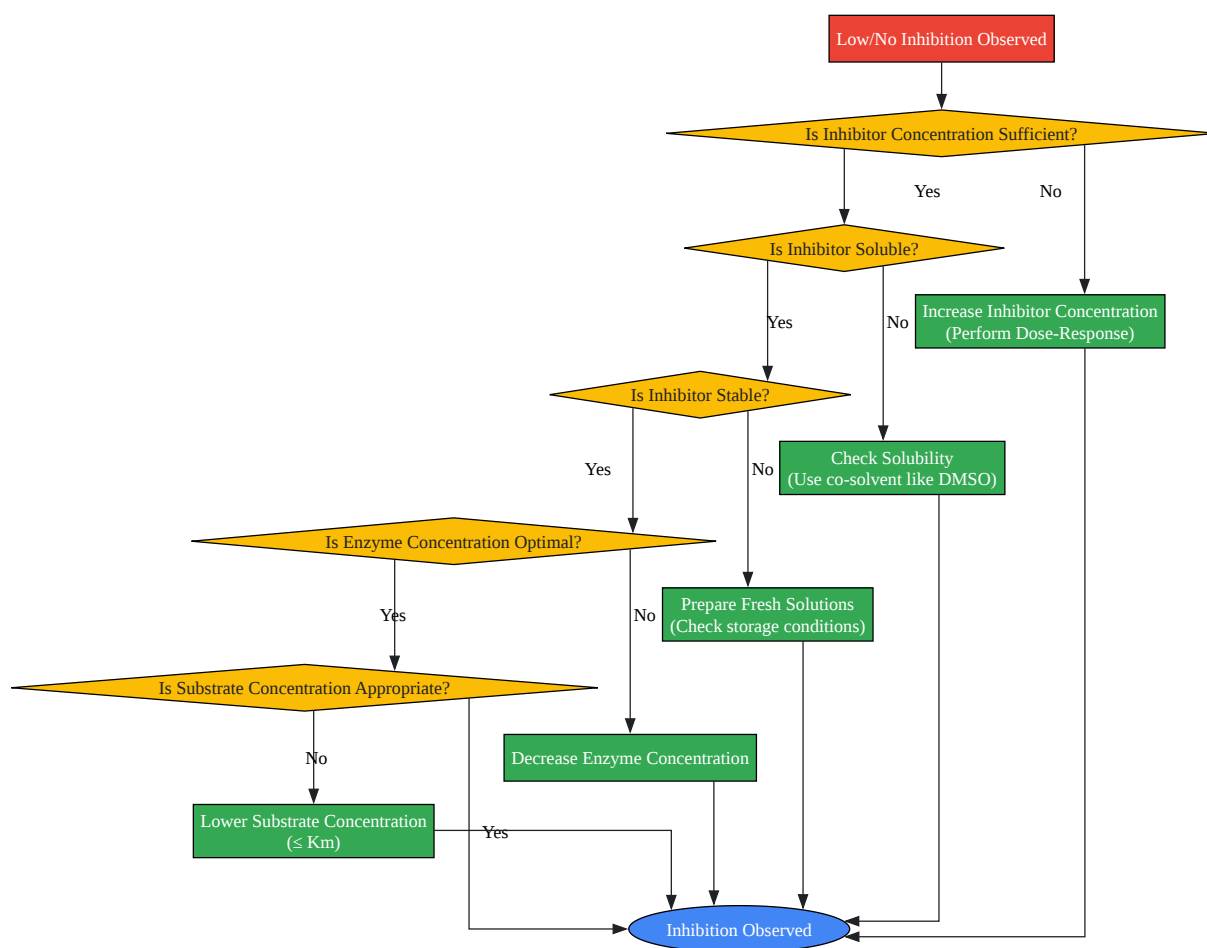 Low/No Inhibition Observed
Is Inhibitor Concentration Sufficient?
Yes
No
Is Inhibitor Soluble?
Yes
No
Increase Inhibitor Concentration
(Perform Dose-Response)
Is Inhibitor Stable?
Yes
No
Check Solubility
(Use co-solvent like DMSO)
Is Enzyme Concentration Optimal?
Yes
No
Prepare Fresh Solutions
(Check storage conditions)
Is Substrate Concentration Appropriate?
No
Decrease Enzyme Concentration
Lower Substrate Concentration
(≤ Km)
Yes
Inhibition Observed